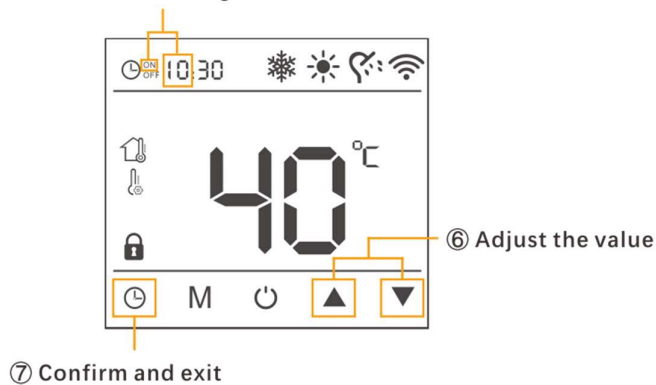 ON
OFF 10:30
40 °C
⑥ Adjust the value
M
⑦ Confirm and exit